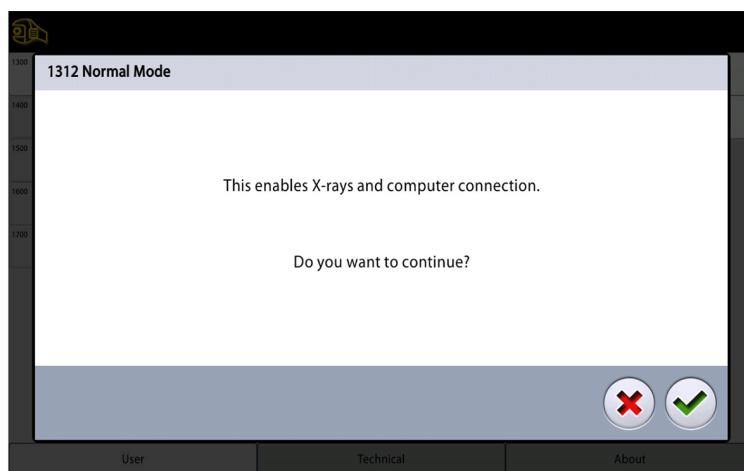 1300
1312 Normal Mode
1400
1500
This enables X-rays and computer connection.
1600
1700
Do you want to continue?
User
Technical
About